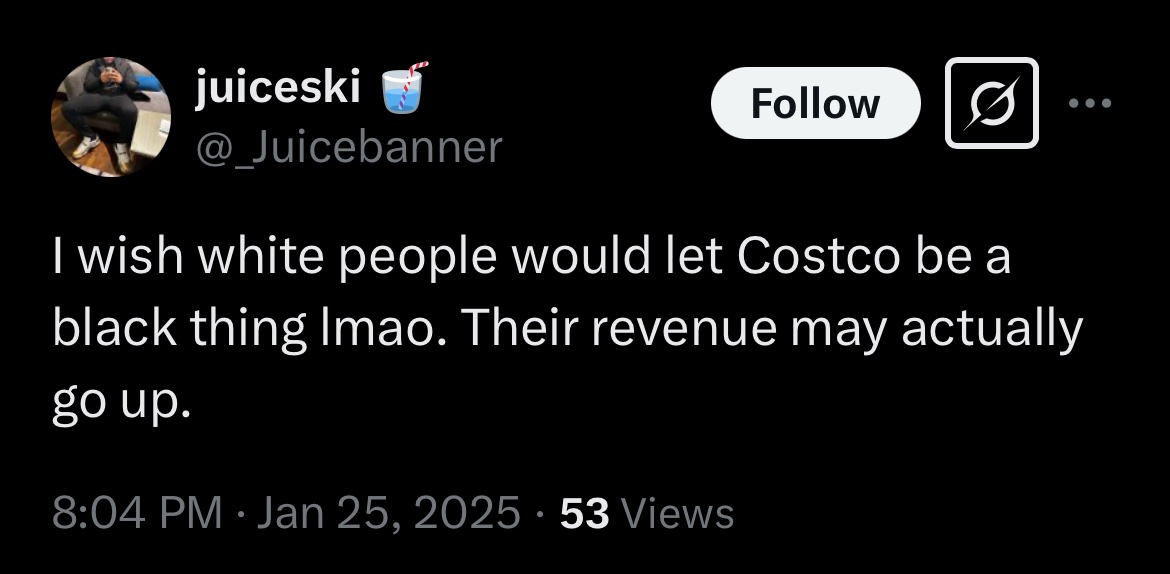 juiceski 🥤
@_Juicebanner
Follow
I wish white people would let Costco be a
black thing lmao. Their revenue may actually
go up.
8:04 PM · Jan 25, 2025 · 53 Views